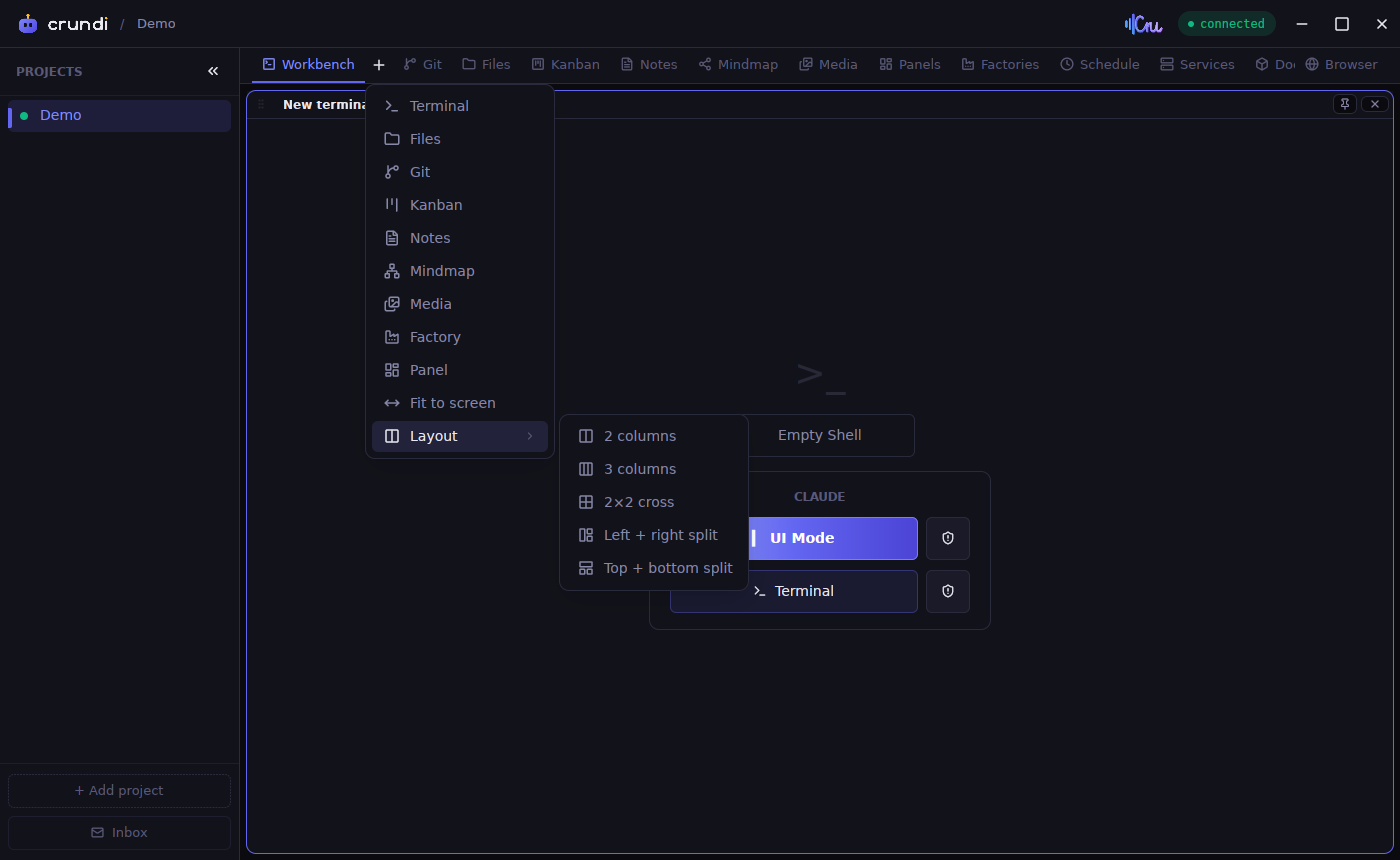 crundi / Demo
Cru
connected
PROJECTS
Workbench
Git
Files
Kanban
Notes
Mindmap
Media
Panels
Factories
Schedule
Services
Browser
Demo
New
Terminal
Files
Git
Kanban
Notes
Mindmap
Media
Factory
Panel
Fit to screen
Layout
2 columns
3 columns
2×2 cross
Left + right split
Top + bottom split
>_
Empty Shell
CLAUDE
UI Mode
Terminal
+ Add project
Inbox